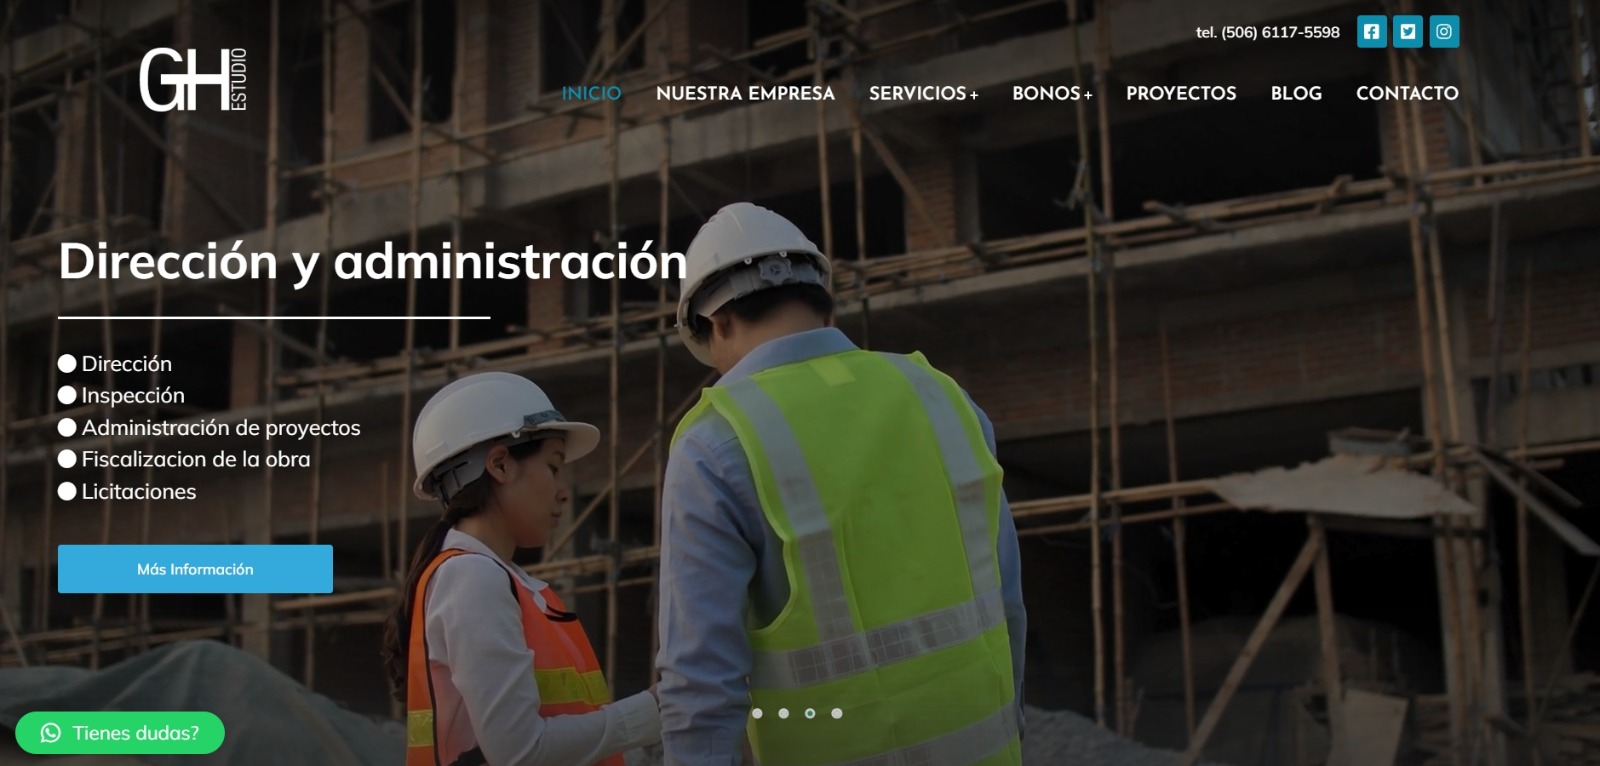 tel. (506) 6117-5598
GH ESTUDIO
INICIO NUESTRA EMPRESA SERVICIOS + BONOS + PROYECTOS BLOG CONTACTO
Dirección y administración
Dirección
Inspección
Administración de proyectos
Fiscalizacion de la obra
Licitaciones
Más Información
Tienes dudas?